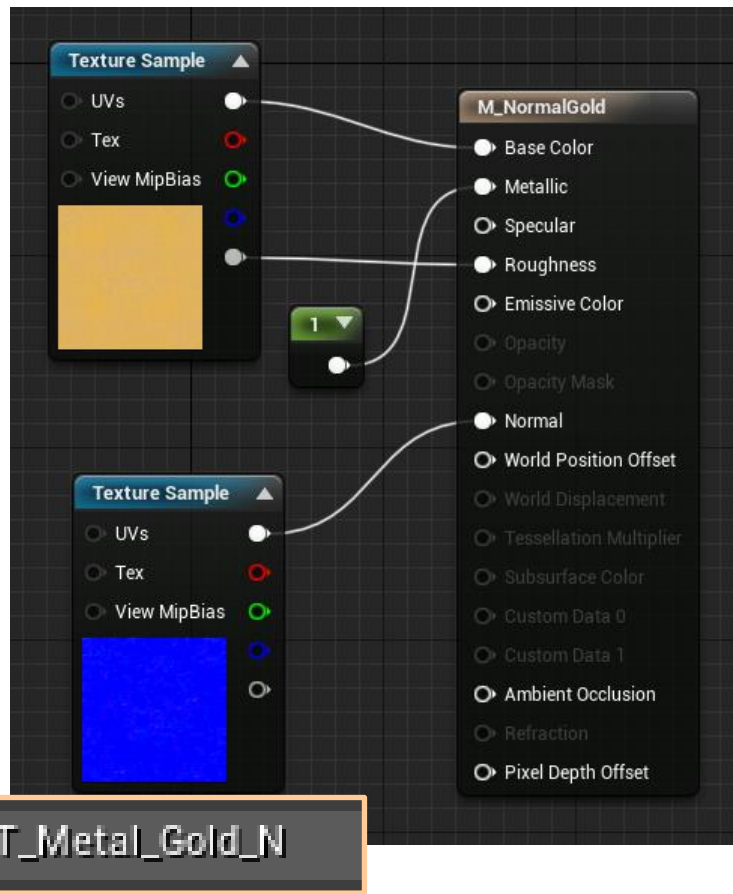 Texture Sample
UVs
Tex
View MipBias
1
Texture Sample
UVs
Tex
View MipBias
M_NormalGold
Base Color
Metallic
Specular
Roughness
Emissive Color
Opacity
Opacity Mask
Normal
World Position Offset
World Displacement
Tessellation Multiplier
Subsurface Color
Custom Data 0
Custom Data 1
Ambient Occlusion
Refraction
Pixel Depth Offset
T_Metal_Gold_N